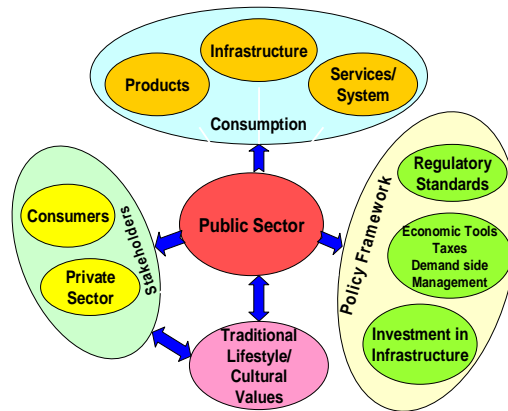 Infrastructure
Products
Services/
System
Consumption
Regulatory
Standards
Consumers
Public Sector
Economic Tools
Taxes
Demand side
Management
Private
Sector
Stakeholders
Policy Framework
Investment in
Infrastructure
Traditional
Lifestyle/
Cultural
Values